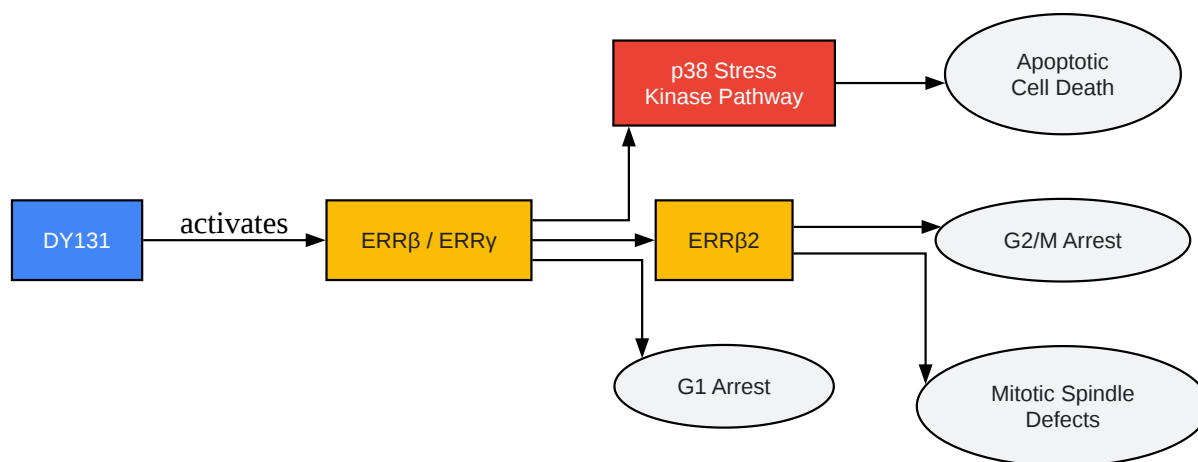 p38 Stress
Kinase Pathway
Apoptotic
Cell Death
DY131
activates
ERRβ / ERRγ
ERRβ2
G2/M Arrest
G1 Arrest
Mitotic Spindle
Defects